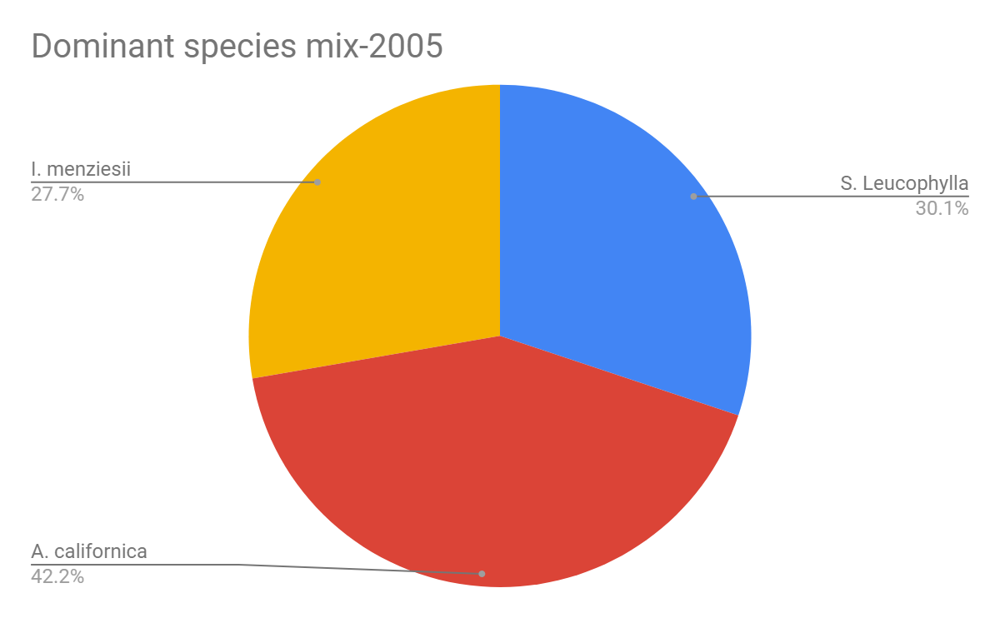 Dominant species mix-2005
I. menziesii
27.7%
S. Leucophylla
30.1%
A. californica
42.2%